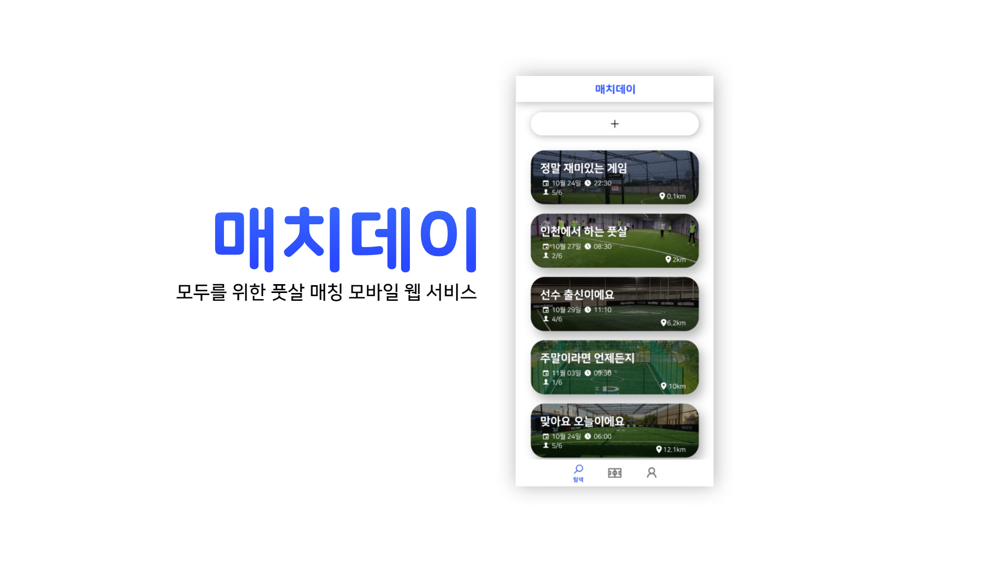 매치데이
모두를 위한 풋살 매칭 모바일 웹 서비스
매치데이
+
정말 재미있는 게임
10월 24일 22:30
5/6
0.1km
인천에서 하는 풋살
10월 27일 08:30
2/6
2km
선수 출신이에요
10월 29일 11:10
4/6
6.2km
adidas
adidas
adidas
주말이라면 언제든지
11월 03일 09:30
1/6
10km
:D
맞아요 오늘이에요
10월 24일 06:00
5/6
12.1km
탐색